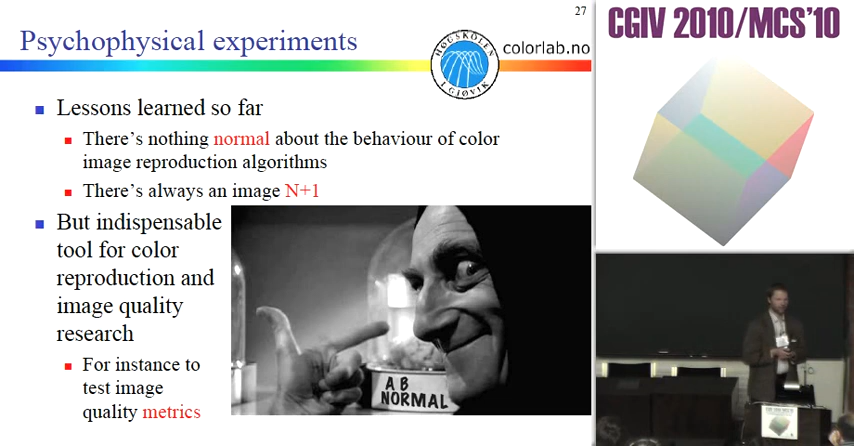 27
Psychophysical experiments
HØGSKOLEN I GJØVIK
colorlab.no
Lessons learned so far
There's nothing normal about the behaviour of color
image reproduction algorithms
There's always an image N+1
But indispensable
tool for color
reproduction and
image quality
research
For instance to
test image
quality metrics
A B
NORMAL
CGIV 2010/MCS'10